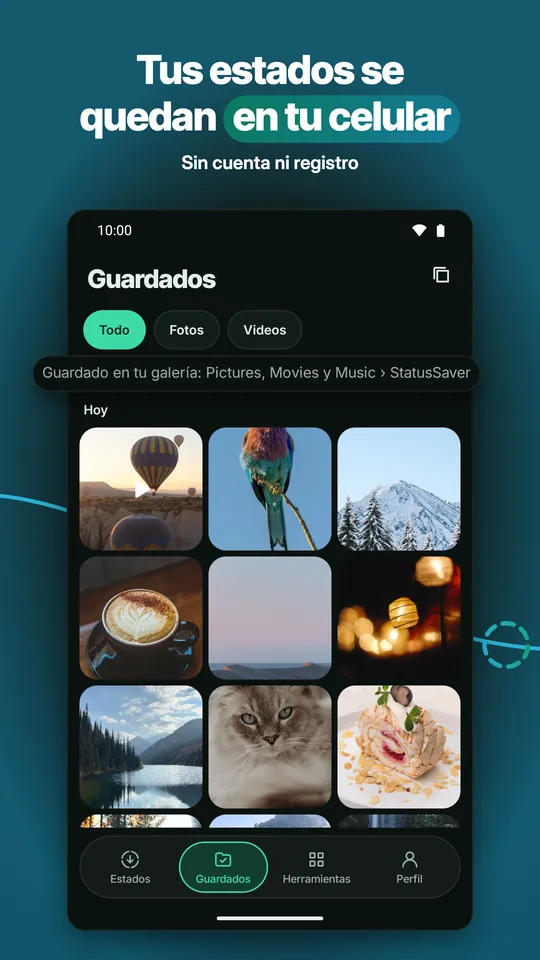 Tus estados se
quedan en tu celular
Sin cuenta ni registro
10:00
Guardados
Todo
Fotos
Videos
Guardado en tu galería: Pictures, Movies y Music › StatusSaver
Hoy
Estados
Guardados
Herramientas
Perfil